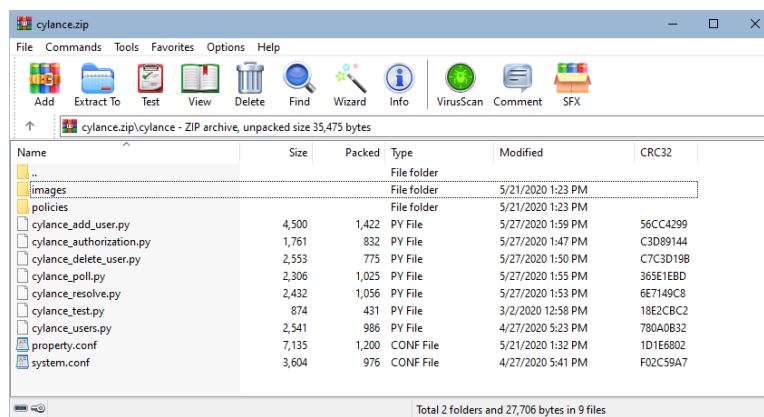 cylance.zip
File Commands Tools Favorites Options Help
Add Extract To Test View Delete Find Wizard Info VirusScan Comment SFX
cylance.zip\cylance - ZIP archive, unpacked size 35,475 bytes
Name Size Packed Type Modified CRC32
.. File folder
images File folder 5/21/2020 1:23 PM
policies File folder 5/21/2020 1:23 PM
cylance_add_user.py 4,500 1,422 PY File 5/27/2020 1:59 PM 56CC4299
cylance_authorization.py 1,761 832 PY File 5/27/2020 1:47 PM C3D89144
cylance_delete_user.py 2,553 775 PY File 5/27/2020 1:50 PM C7C3D19B
cylance_poll.py 2,306 1,025 PY File 5/27/2020 1:55 PM 365E1EBD
cylance_resolve.py 2,432 1,056 PY File 5/27/2020 1:53 PM 6E7149C8
cylance_test.py 874 431 PY File 3/2/2020 12:58 PM 18E2CBC2
cylance_users.py 2,541 986 PY File 4/27/2020 5:23 PM 780A0B32
property.conf 7,135 1,200 CONF File 5/21/2020 1:32 PM 1D1E6802
system.conf 3,604 976 CONF File 4/27/2020 5:41 PM F02C59A7
Total 2 folders and 27,706 bytes in 9 files